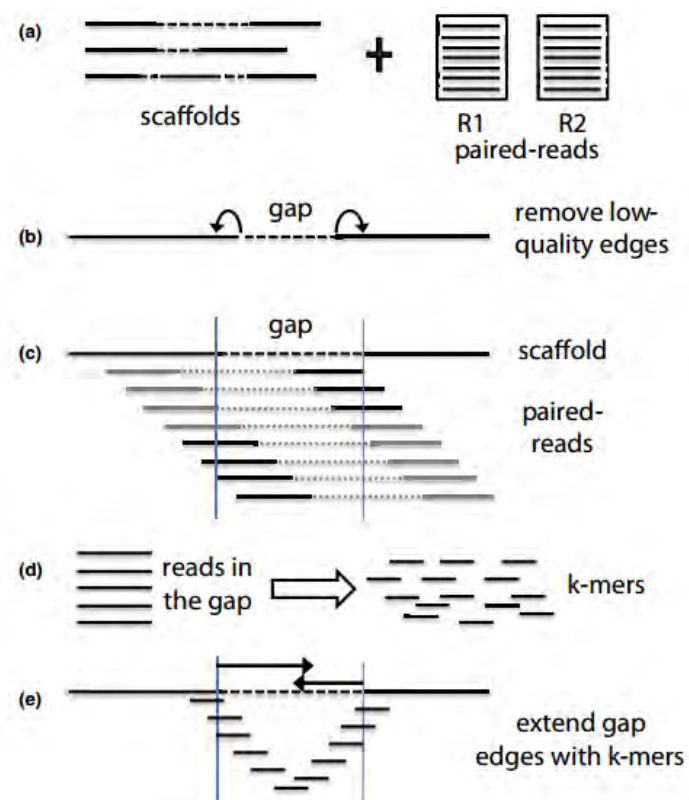 (a)
+
scaffolds
R1 R2
paired-reads
gap
(b)
remove low-
quality edges
gap
(c)
scaffold
paired-
reads
(d)
reads in
the gap
k-mers
(e)
extend gap
edges with k-mers